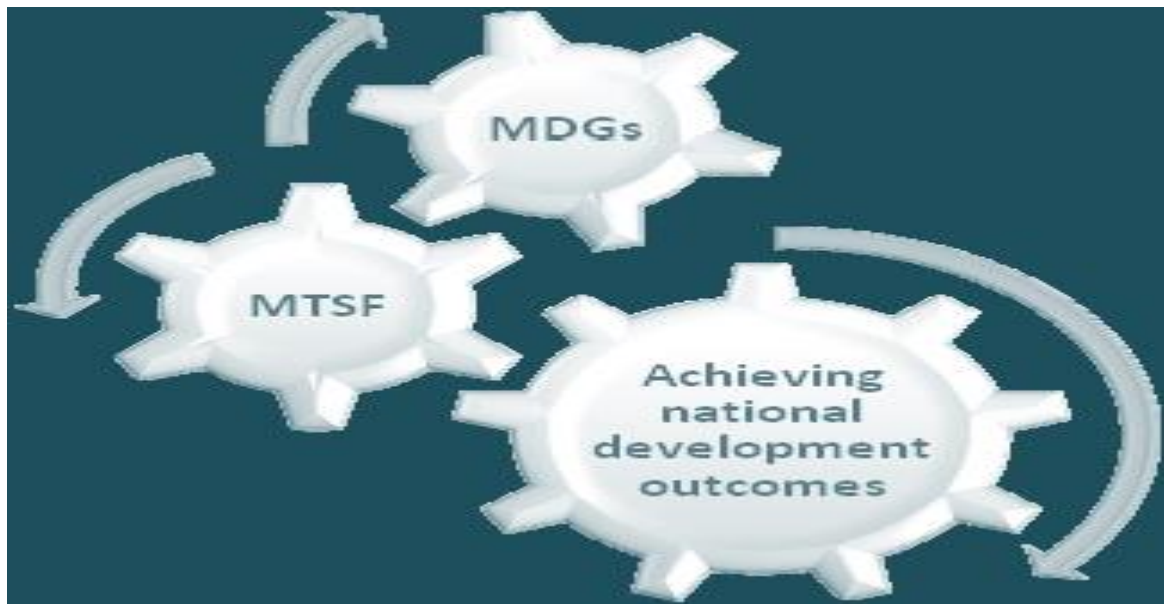 MDGs
MTSF
Achieving
national
development
outcomes